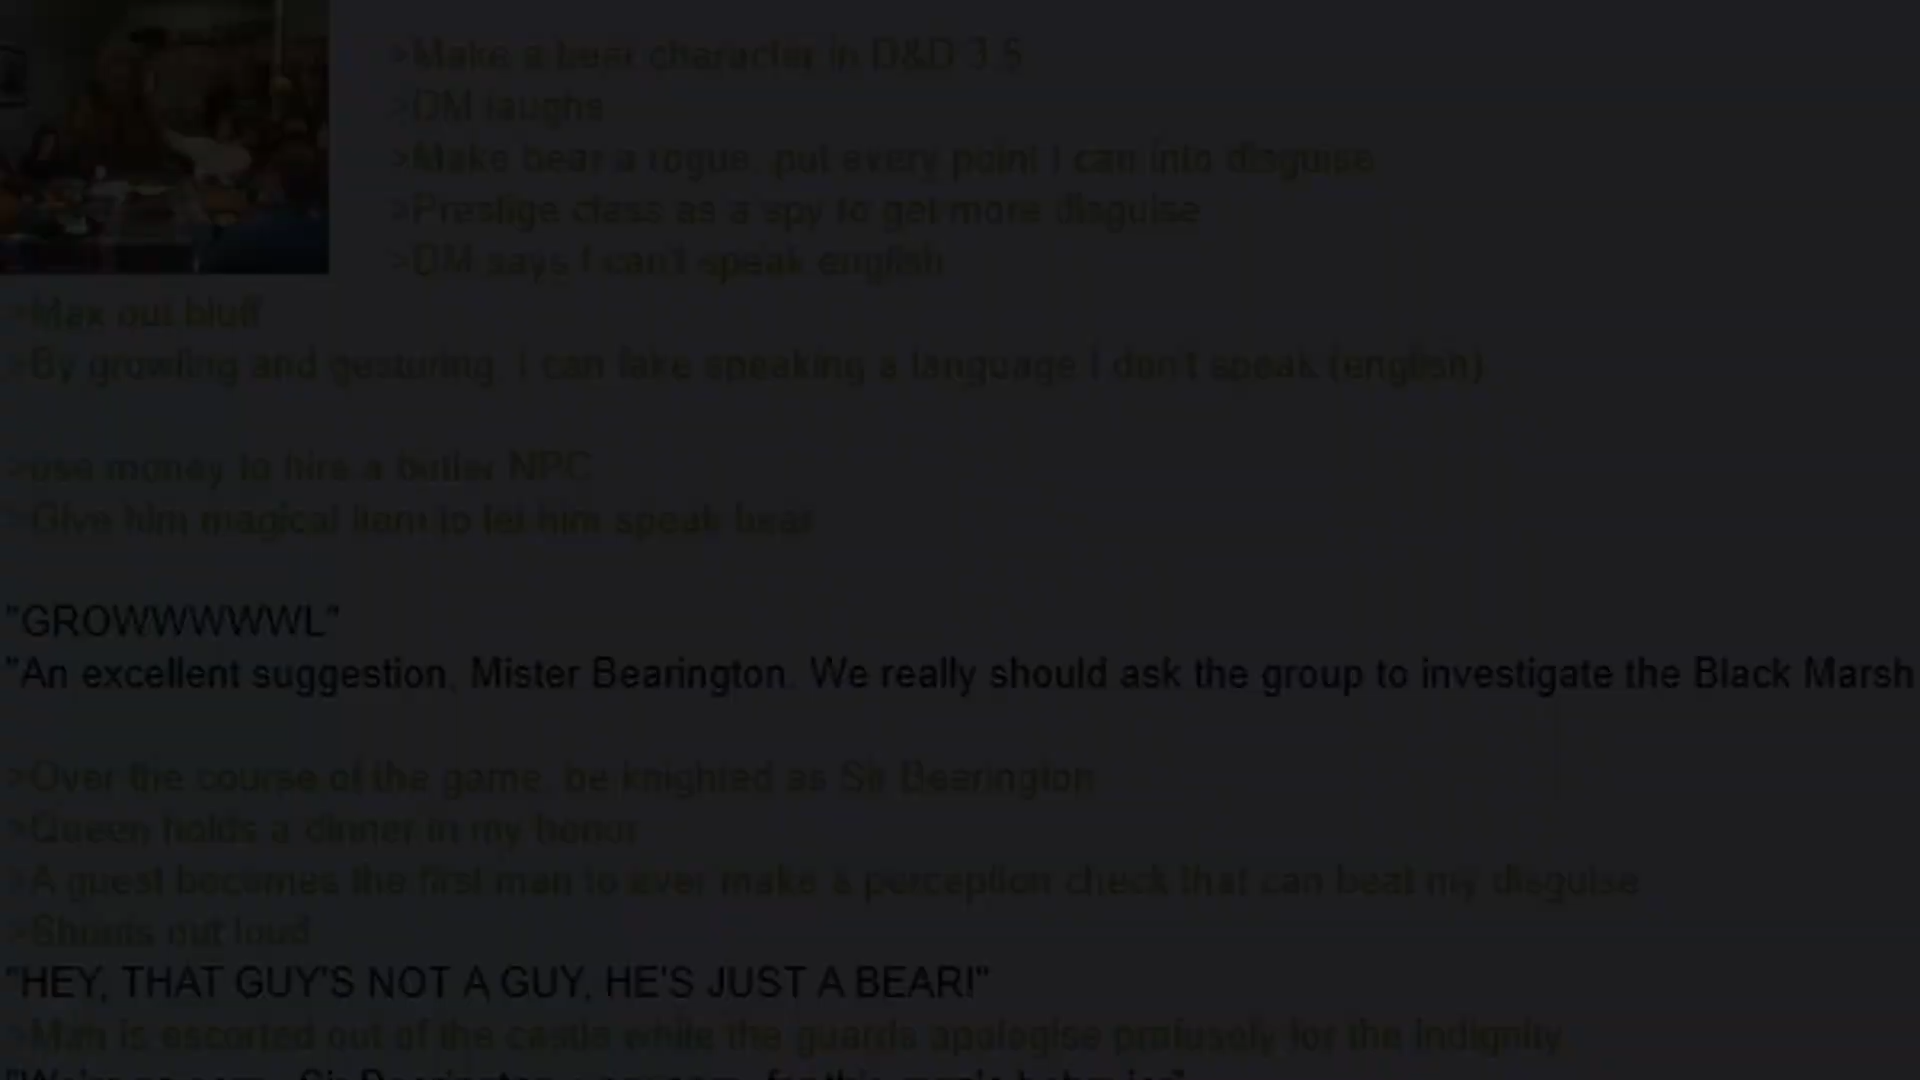 >Make a bear character in D&D 3.5
>DM laughs
>Make bear a rogue, put every point I can into disguise
>Prestige class as a spy to get more disguise
>DM says I can't speak english
>Max out bluff
>By growling and gesturing, I can fake speaking a language I don't speak (english)
>use money to hire a butler NPC
>Give him magical item to let him speak bear
"GROWWWWWL"
"An excellent suggestion, Mister Bearington. We really should ask the group to investigate the Black Marsh
>Over the course of the game, be knighted as Sir Bearington
>Queen holds a dinner in my honor
>A guest becomes the first man to ever make a perception check that can beat my disguise
>Shouts out loud
"HEY, THAT GUY'S NOT A GUY, HE'S JUST A BEAR!"
>Man is escorted out of the castle while the guards apologise profusely for the indignity
Sir Bearington, for this man's behavior"